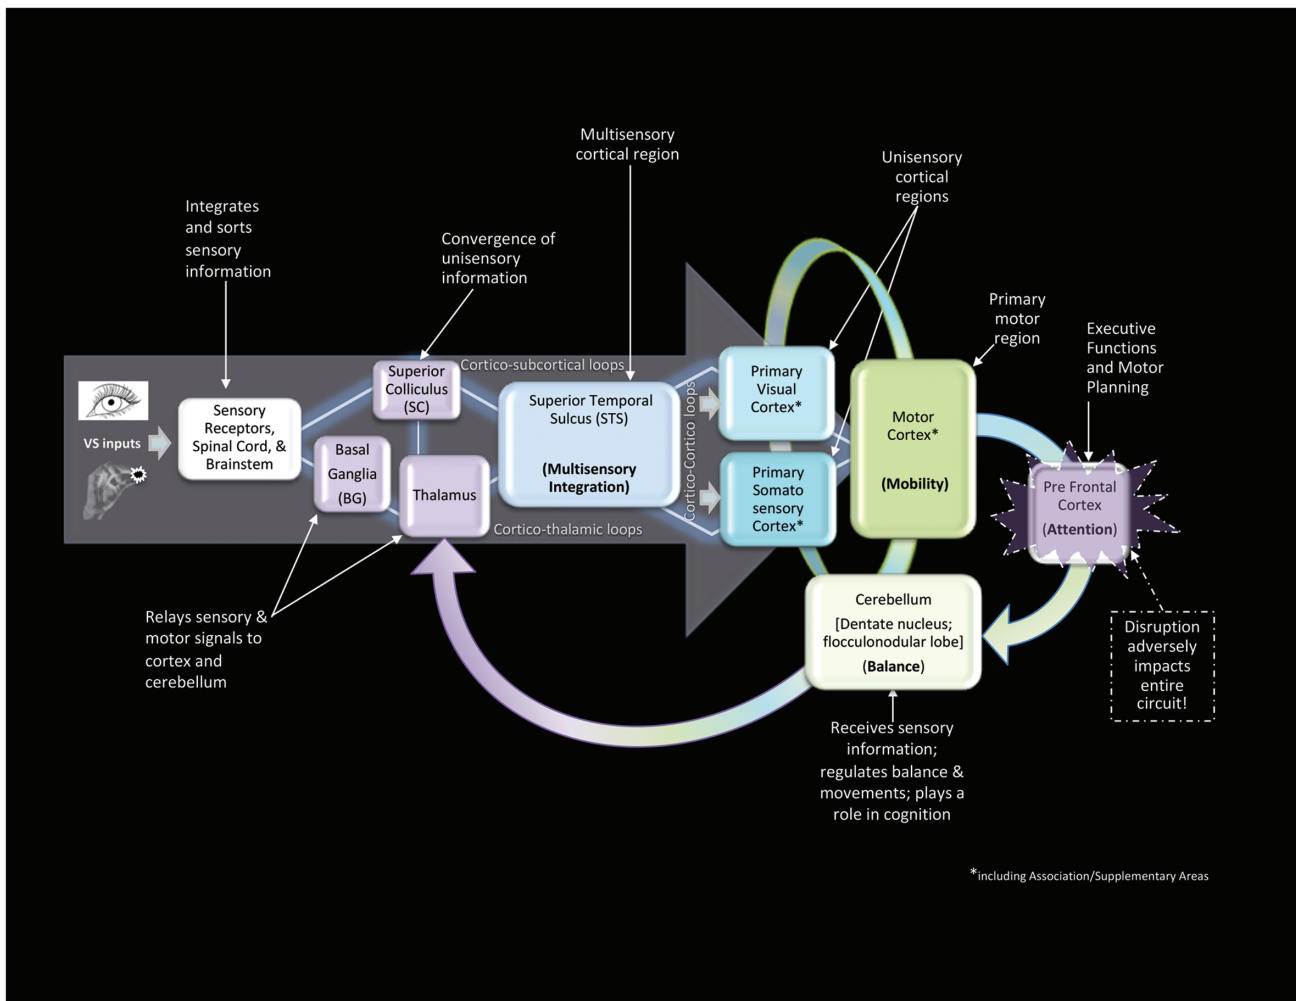 Multisensory
cortical region
Unisensory
cortical
regions
Integrates
and sorts
sensory
information
Convergence of
unisensory
information
Primary
motor
region
Executive
Functions
and Motor
Planning
Cortico-subcortical loops
Superior
Colliculus
(SC)
VS inputs
Sensory
Receptors,
Spinal Cord, &
Brainstem
Basal
Ganglia
(BG)
Thalamus
Superior Temporal
Sulcus (STS)
(Multisensory
Integration)
Cortico-thalamic loops
Cortico-Cortico loops
Primary
Visual
Cortex*
Primary
Somato
sensory
Cortex*
Motor
Cortex*
(Mobility)
Pre Frontal
Cortex
(Attention)
Cerebellum
[Dentate nucleus;
flocculonodular lobe]
(Balance)
Relays sensory &
motor signals to
cortex and
cerebellum
Disruption
adversely
impacts
entire
circuit!
Receives sensory
information;
regulates balance &
movements; plays a
role in cognition
*including Association/Supplementary Areas